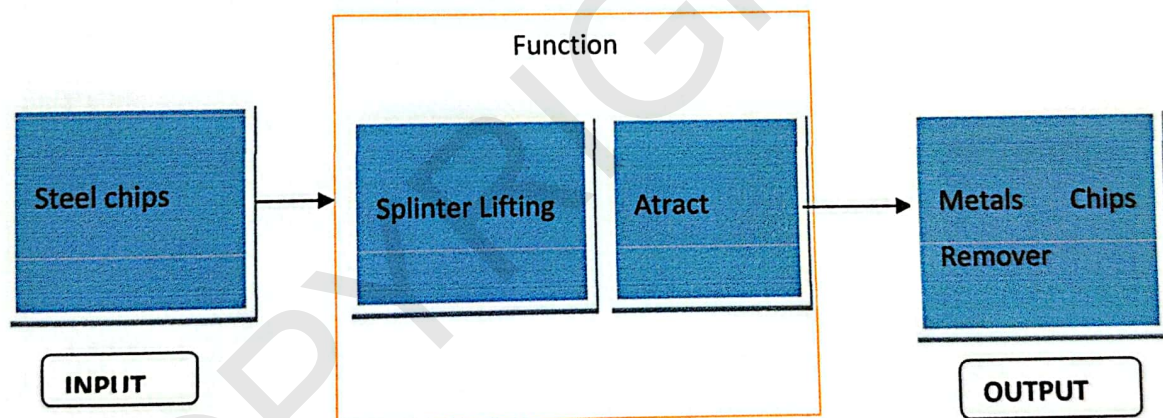 Function
Steel chips
Splinter Lifting
Atract
Metals Chips
Remover
INPUT
OUTPUT